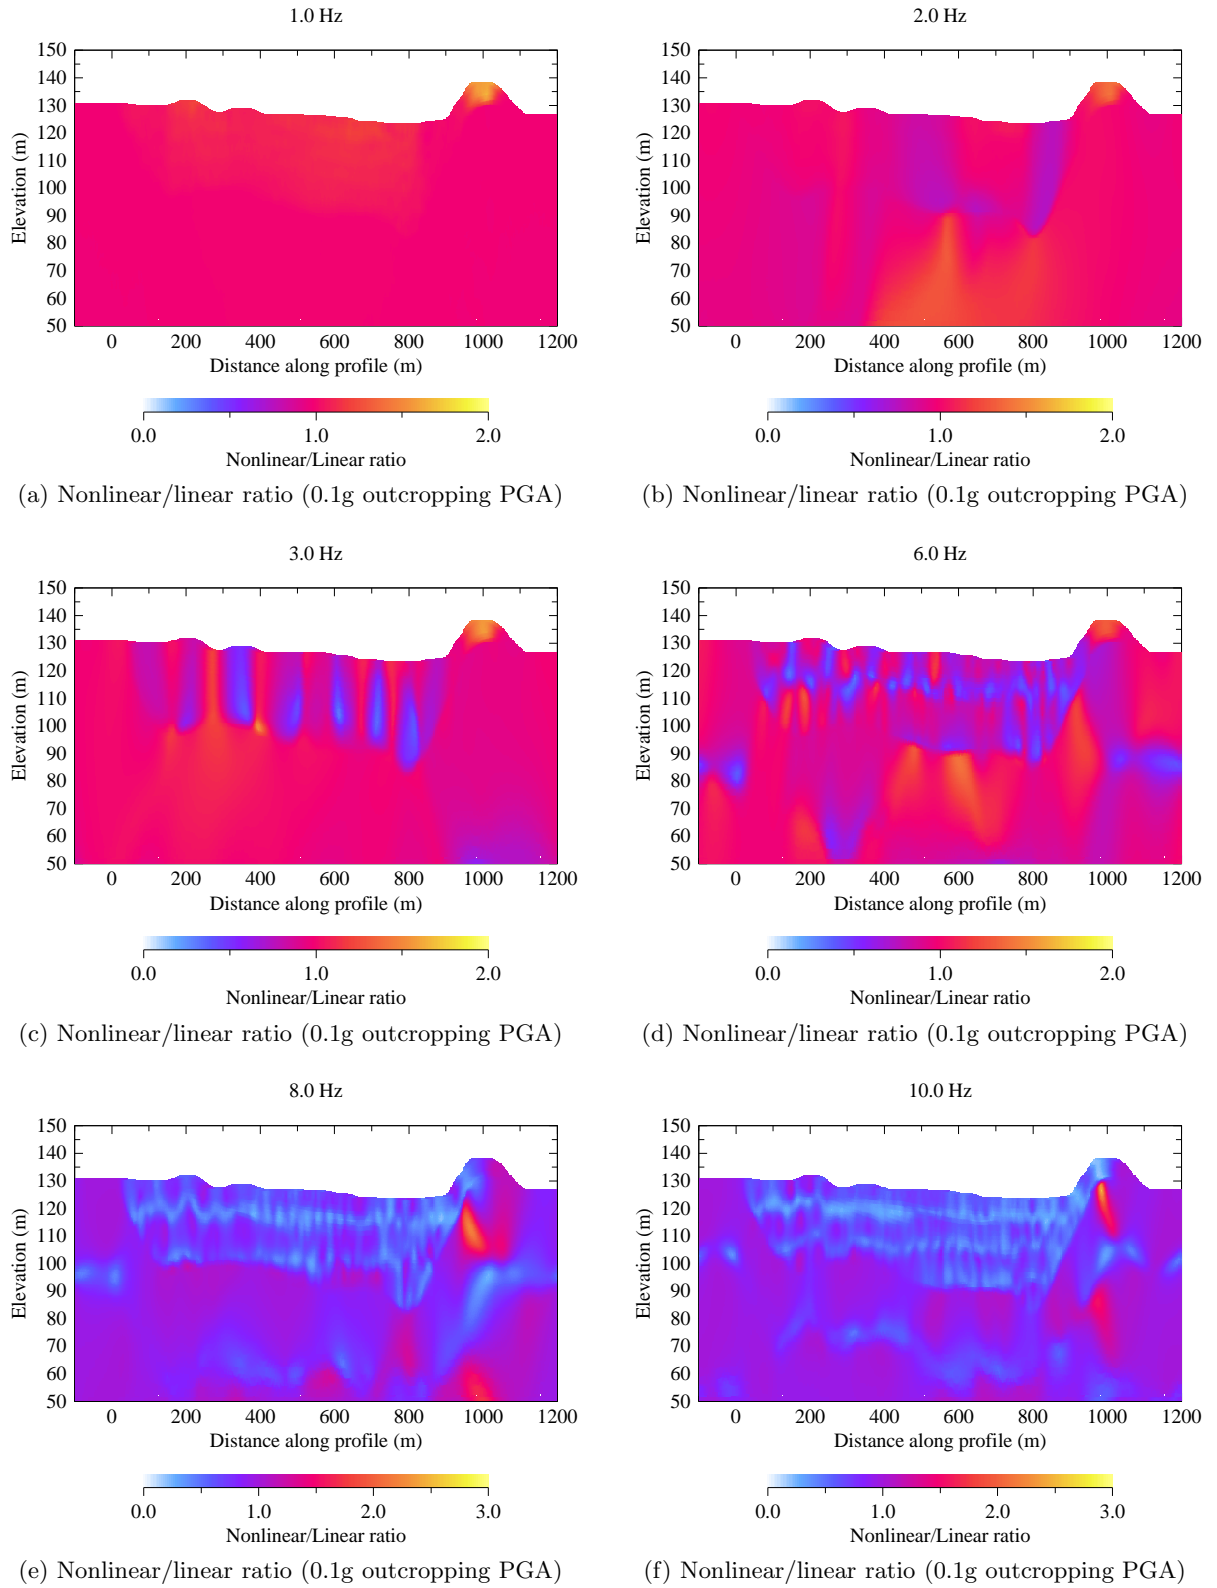 1.0 Hz
150
140
130
120
110
100
90
80
70
60
50
Elevation (m)
0 200 400 600 800 1000 1200
Distance along profile (m)
0.0 1.0 2.0
Nonlinear/Linear ratio
(a) Nonlinear/linear ratio (0.1g outcropping PGA)
2.0 Hz
150
140
130
120
110
100
90
80
70
60
50
Elevation (m)
0 200 400 600 800 1000 1200
Distance along profile (m)
0.0 1.0 2.0
Nonlinear/Linear ratio
(b) Nonlinear/linear ratio (0.1g outcropping PGA)
3.0 Hz
150
140
130
120
110
100
90
80
70
60
50
Elevation (m)
0 200 400 600 800 1000 1200
Distance along profile (m)
0.0 1.0 2.0
Nonlinear/Linear ratio
(c) Nonlinear/linear ratio (0.1g outcropping PGA)
6.0 Hz
150
140
130
120
110
100
90
80
70
60
50
Elevation (m)
0 200 400 600 800 1000 1200
Distance along profile (m)
0.0 1.0 2.0
Nonlinear/Linear ratio
(d) Nonlinear/linear ratio (0.1g outcropping PGA)
8.0 Hz
150
140
130
120
110
100
90
80
70
60
50
Elevation (m)
0 200 400 600 800 1000 1200
Distance along profile (m)
0.0 1.0 2.0 3.0
Nonlinear/Linear ratio
(e) Nonlinear/linear ratio (0.1g outcropping PGA)
10.0 Hz
150
140
130
120
110
100
90
80
70
60
50
Elevation (m)
0 200 400 600 800 1000 1200
Distance along profile (m)
0.0 1.0 2.0 3.0
Nonlinear/Linear ratio
(f) Nonlinear/linear ratio (0.1g outcropping PGA)